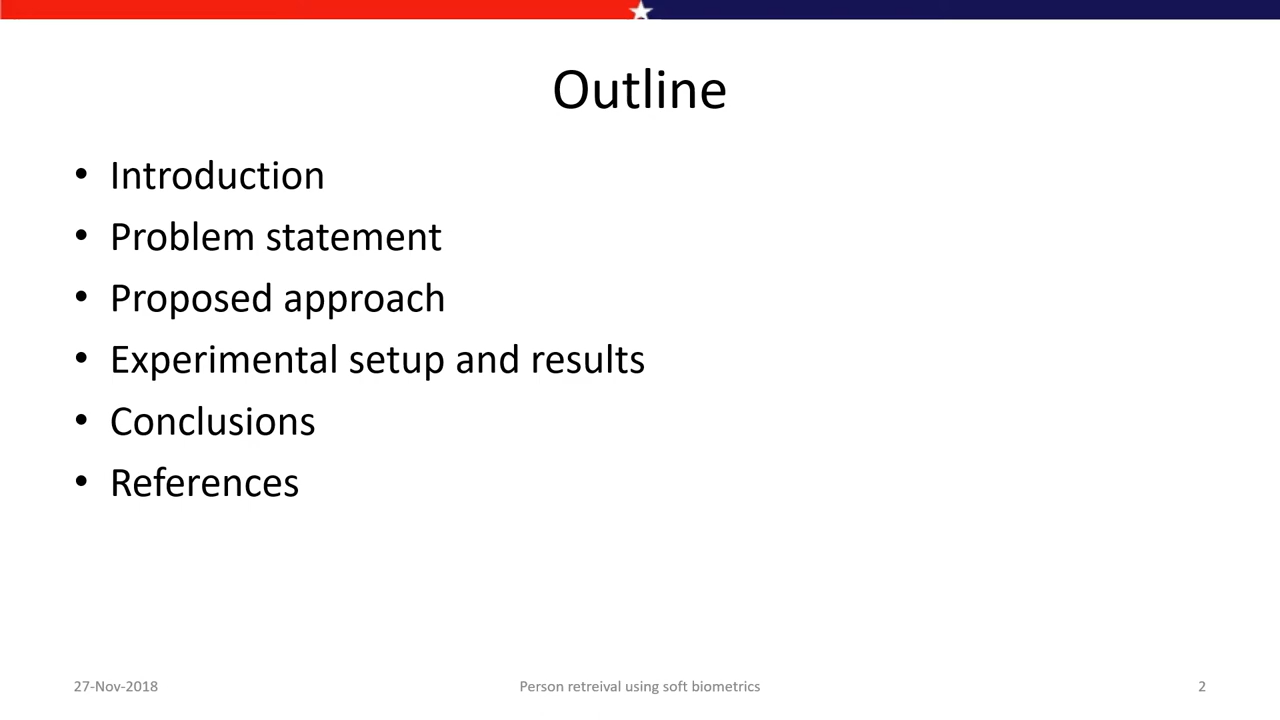 Outline
• Introduction
• Problem statement
• Proposed approach
• Experimental setup and results
• Conclusions
• References
27-Nov-2018
Person retreival using soft biometrics
2